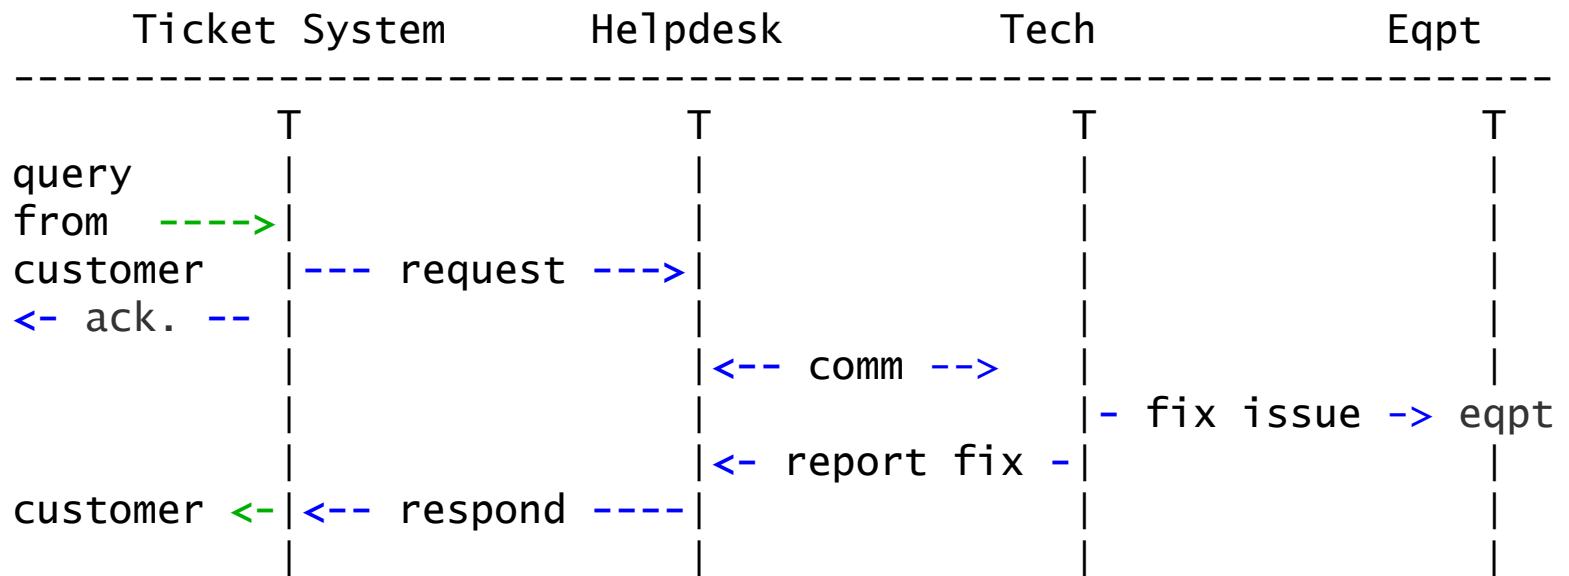 Ticket System Helpdesk Tech Eqpt
--------------------------------------------------------------
T T T T
query | | | |
from ---->| | | |
customer |--- request --->| | |
<- ack. -- | | | |
| |<-- comm --> | |
| | |- fix issue -> eqpt
| |<- report fix -| |
customer <-|<-- respond ----| | |
| | | |